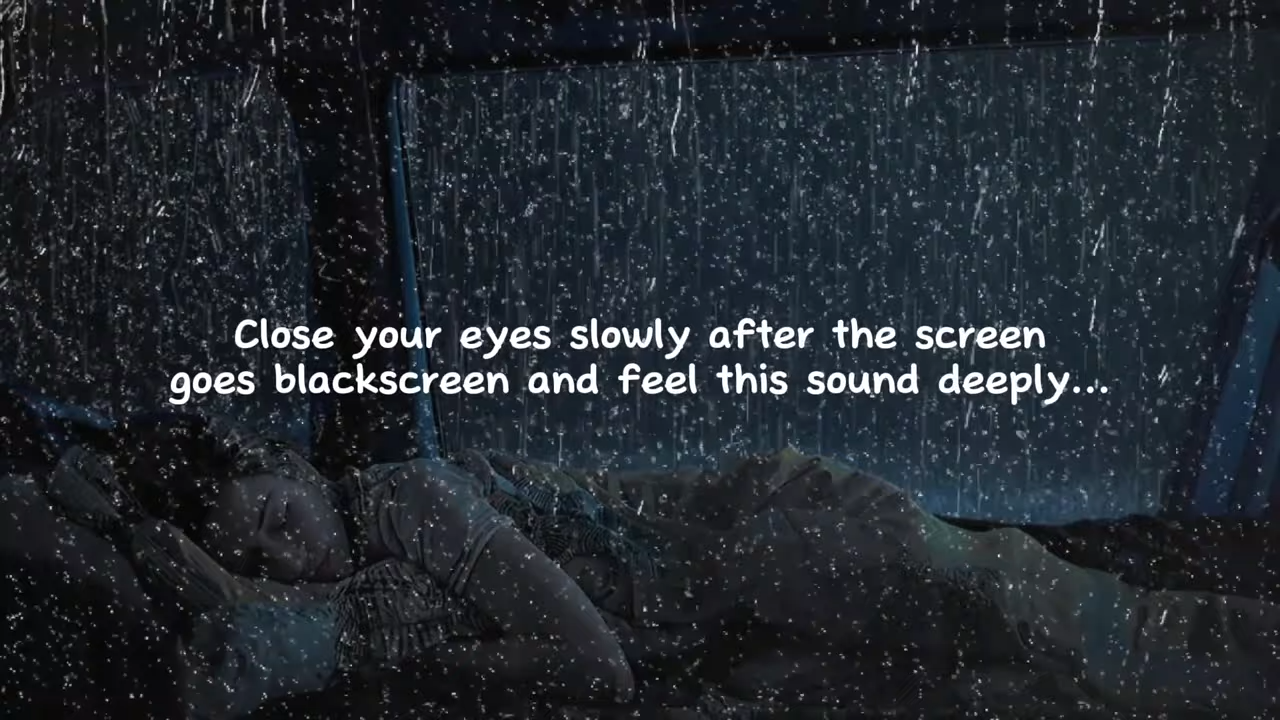 Close your eyes slowly after the screen
goes blackscreen and feel this sound deeply...